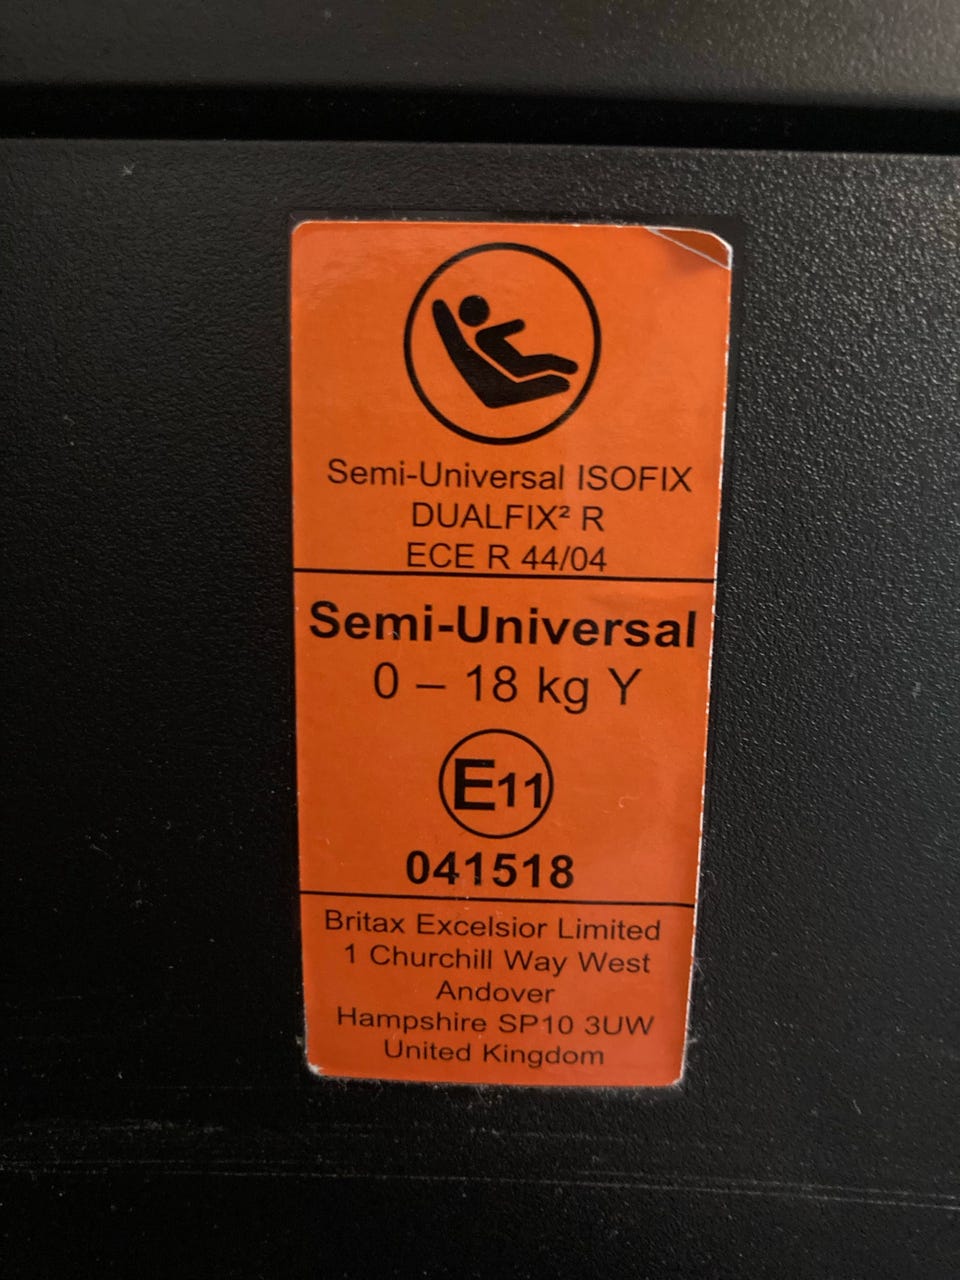 Semi-Universal ISOFIX
DUALFIX² R
ECE R 44/04
Semi-Universal
0 – 18 kg Y
E11
041518
Britax Excelsior Limited
1 Churchill Way West
Andover
Hampshire SP10 3UW
United Kingdom